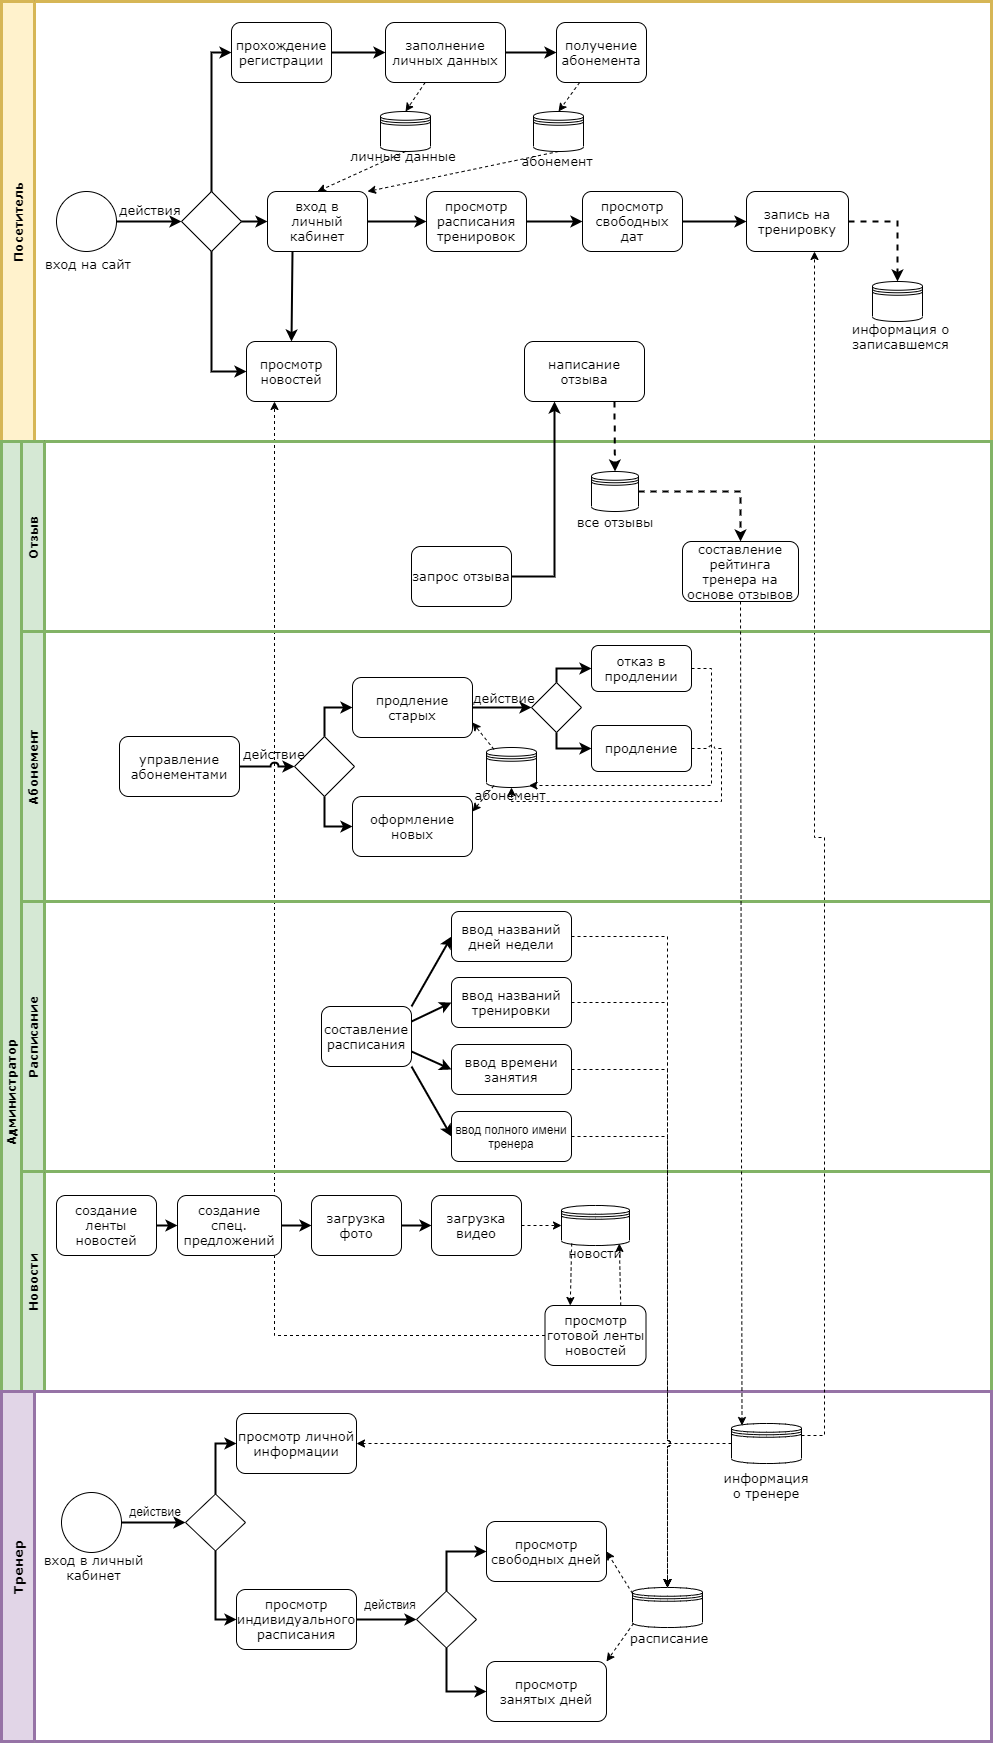 Посетитель
прохождение
регистрации
заполнение
личных данных
получение
абонемента
личные данные
абонемент
действия
вход на сайт
вход в
личный
кабинет
просмотр
расписания
тренировок
просмотр
свободных
дат
запись на
тренировку
информация о
записавшемся
просмотр
новостей
написание
отзыва
Администратор
Отзыв
все отзывы
запрос отзыва
составление
рейтинга
тренера на
основе отзывов
Абонемент
управление
абонементами
действие
продление
старых
действие
отказ в
продлении
продление
абонемент
оформление
новых
Расписание
составление
расписания
ввод названий
дней недели
ввод названий
тренировки
ввод времени
занятия
ввод полного имени
тренера
Новости
создание
ленты
новостей
создание
спец.
предложений
загрузка
фото
загрузка
видео
новости
просмотр
готовой ленты
новостей
Тренер
вход в личный
кабинет
действие
просмотр личной
информации
информация
о тренере
просмотр
индивидуального
расписания
действия
просмотр
свободных дней
расписание
просмотр
занятых дней